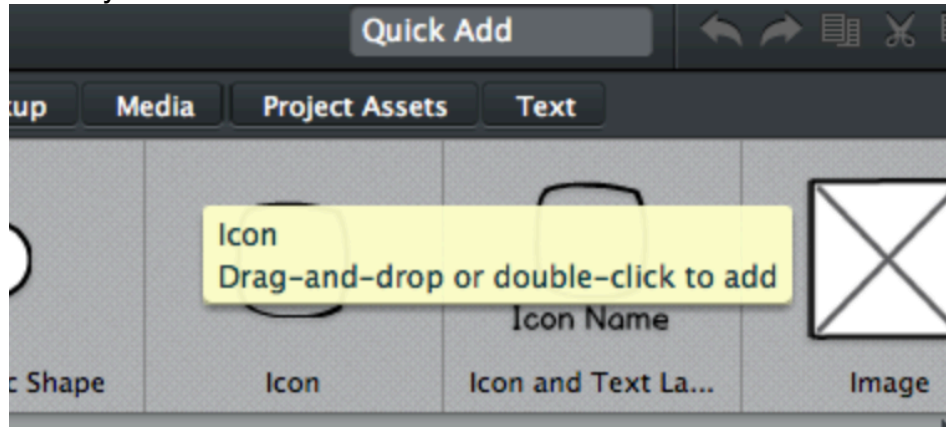 Quick Add
Media Project Assets Text
Icon
Drag-and-drop or double-click to add
Icon Name
Shape Icon Icon and Text La... Image